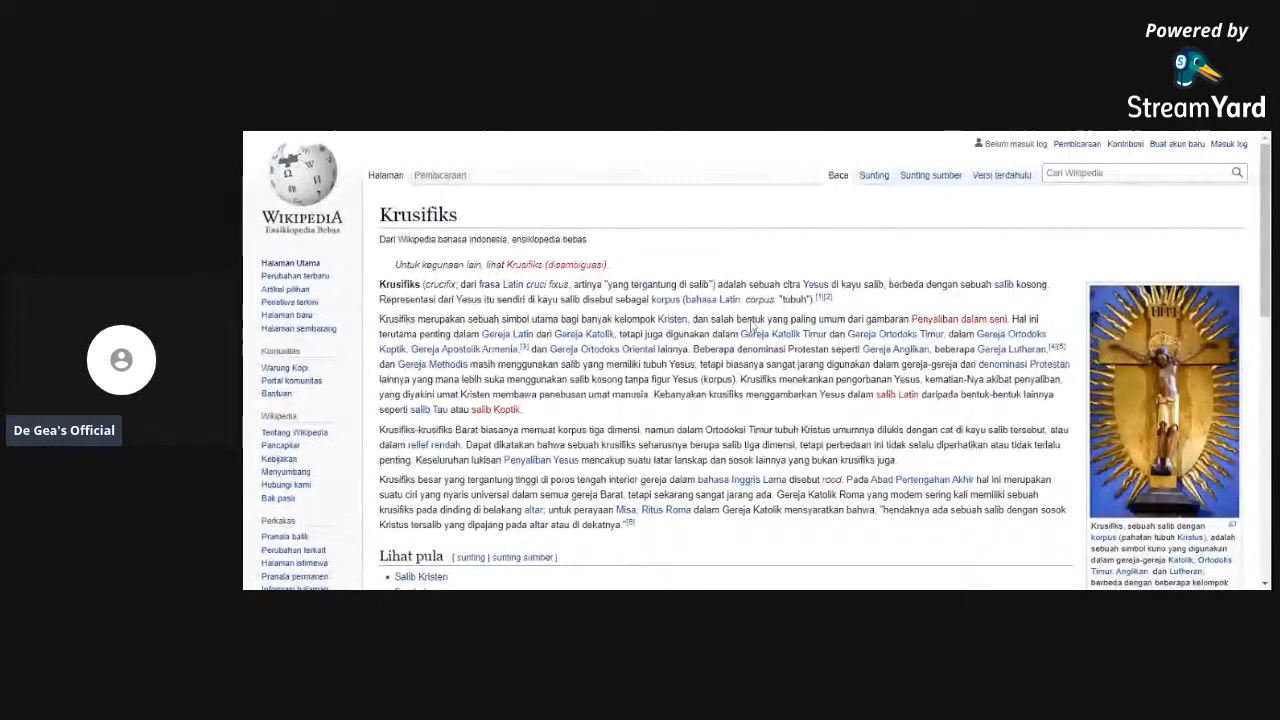 Powered by
StreamYard
De Gea's Official
WIKIPEDIA
Ensiklopedia Bebas
Belum masuk log Pembicaraan Kontribusi Buat akun baru Masuk log
Halaman Pembicaraan Baca Sunting Sunting sumber Versi terdahulu Cari Wikipedia
Halaman Utama
Perubahan terbaru
Artikel pilihan
Peristiwa terkini
Halaman baru
Halaman sembarang
Komunitas
Warung Kopi
Portal komunitas
Bantuan
Wikipedia
Tentang Wikipedia
Pancapilar
Kebijakan
Menyumbang
Hubungi kami
Bak pasir
Perkakas
Pranala balik
Perubahan terkait
Halaman istimewa
Pranala permanen
Informasi halaman
Krusifiks
Dari Wikipedia bahasa Indonesia, ensiklopedia bebas
Untuk kegunaan lain, lihat Krusifiks (disambiguasi).
Krusifiks (crucifix; dari frasa Latin cruci fixus, artinya "yang tergantung di salib") adalah sebuah citra Yesus di kayu salib, berbeda dengan sebuah salib kosong.
Representasi dari Yesus itu sendiri di kayu salib disebut sebagai korpus (bahasa Latin: corpus, "tubuh").[1][2]
Krusifiks merupakan sebuah simbol utama bagi banyak kelompok Kristen, dan salah bentuk yang paling umum dari gambaran Penyaliban dalam seni. Hal ini
terutama penting dalam Gereja Latin dari Gereja Katolik, tetapi juga digunakan dalam Gereja Katolik Timur dan Gereja Ortodoks Timur, dalam Gereja Ortodoks
Koptik, Gereja Apostolik Armenia,[3] dan Gereja Ortodoks Oriental lainnya. Beberapa denominasi Protestan seperti Gereja Anglikan, beberapa Gereja Lutheran,[4][5]
dan Gereja Methodis masih menggunakan salib yang memiliki tubuh Yesus; tetapi biasanya sangat jarang digunakan dalam gereja-gereja dari denominasi Protestan
lainnya yang mana lebih suka menggunakan salib kosong tanpa figur Yesus (korpus). Krusifiks menekankan pengorbanan Yesus, kematian-Nya akibat penyaliban,
yang diyakini umat Kristen membawa penebusan umat manusia. Kebanyakan krusifiks menggambarkan Yesus dalam salib Latin daripada bentuk-bentuk lainnya
seperti salib Tau atau salib Koptik.
Krusifiks-krusifiks Barat biasanya memuat korpus tiga dimensi, namun dalam Ortodoksi Timur tubuh Kristus umumnya dilukis dengan cat di kayu salib tersebut, atau
dalam relief rendah. Dapat dikatakan bahwa sebuah krusifiks seharusnya berupa salib tiga dimensi, tetapi perbedaan ini tidak selalu diperhatikan atau tidak terlalu
penting. Keseluruhan lukisan Penyaliban Yesus mencakup suatu latar lanskap dan sosok lainnya yang bukan krusifiks juga.
Krusifiks besar yang tergantung tinggi di poros tengah interior gereja dalam bahasa Inggris Lama disebut rood. Pada Abad Pertengahan Akhir hal ini merupakan
suatu ciri yang nyaris universal dalam semua gereja Barat, tetapi sekarang sangat jarang ada. Gereja Katolik Roma yang modern sering kali memiliki sebuah
krusifiks pada dinding di belakang altar; untuk perayaan Misa, Ritus Roma dalam Gereja Katolik mensyaratkan bahwa, "hendaknya ada sebuah salib dengan sosok
Kristus tersalib yang dipajang pada altar atau di dekatnya."[6]
Lihat pula [ sunting | sunting sumber ]
• Salib Kristen
Krusifiks, sebuah salib dengan
korpus (pahatan tubuh Kristus), adalah
sebuah simbol kuno yang digunakan
dalam gereja-gereja Katolik, Ortodoks
Timur, Anglikan, dan Lutheran,
berbeda dengan beberapa kelompok